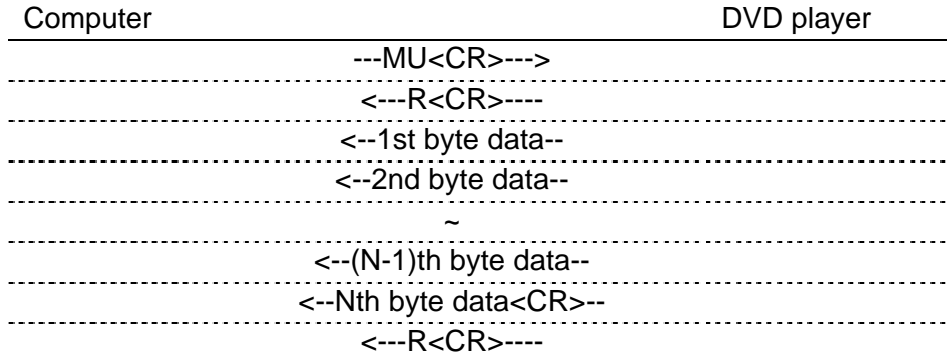 Computer DVD player
---MU<CR>--->
<---R<CR>----
<--1st byte data--
<--2nd byte data--
~
<--(N-1)th byte data--
<--Nth byte data<CR>--
<---R<CR>----